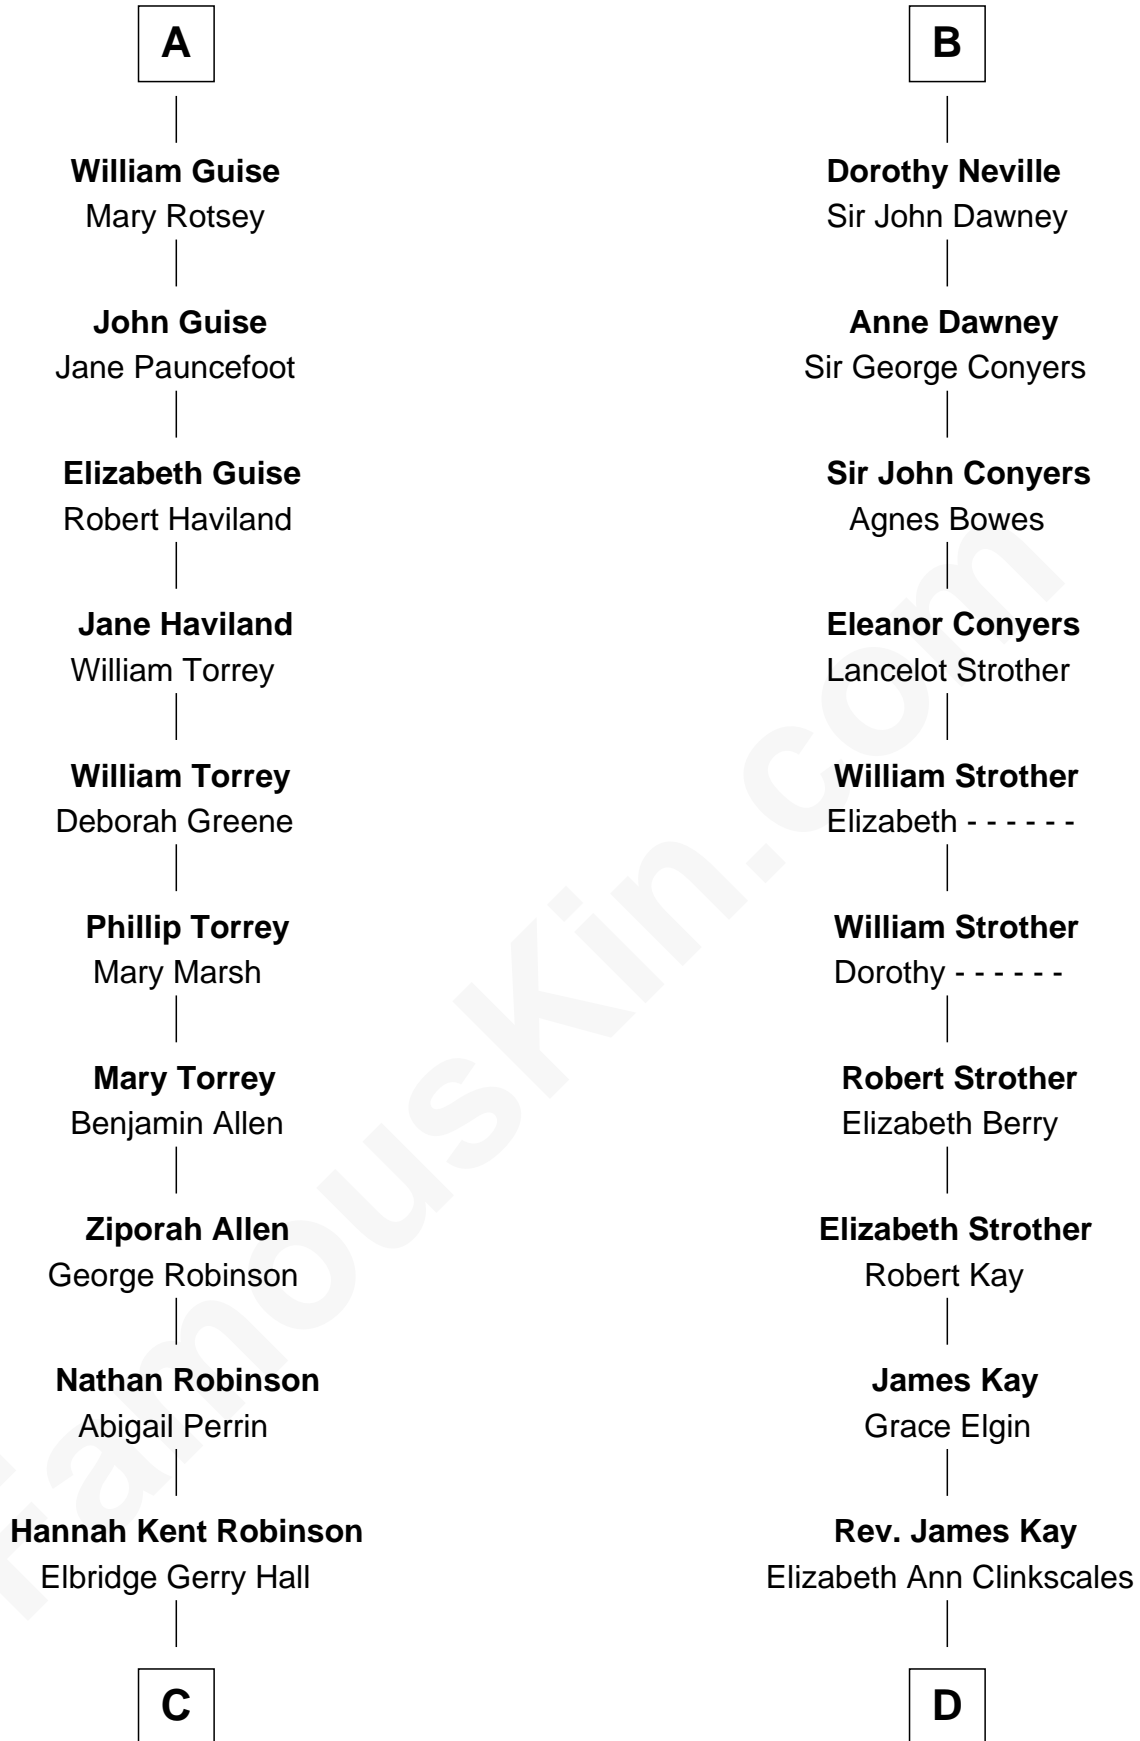 A
William Guise
Mary Rotsey
John Guise
Jane Pauncefoot
Elizabeth Guise
Robert Haviland
Jane Haviland
William Torrey
William Torrey
Deborah Greene
Phillip Torrey
Mary Marsh
Mary Torrey
Benjamin Allen
Ziporah Allen
George Robinson
Nathan Robinson
Abigail Perrin
Hannah Kent Robinson
Elbridge Gerry Hall
C
B
Dorothy Neville
Sir John Dawney
Anne Dawney
Sir George Conyers
Sir John Conyers
Agnes Bowes
Eleanor Conyers
Lancelot Strother
William Strother
Elizabeth - - - - - -
William Strother
Dorothy - - - - - -
Robert Strother
Elizabeth Berry
Elizabeth Strother
Robert Kay
James Kay
Grace Elgin
Rev. James Kay
Elizabeth Ann Clinkscales
D
FamousKin.com